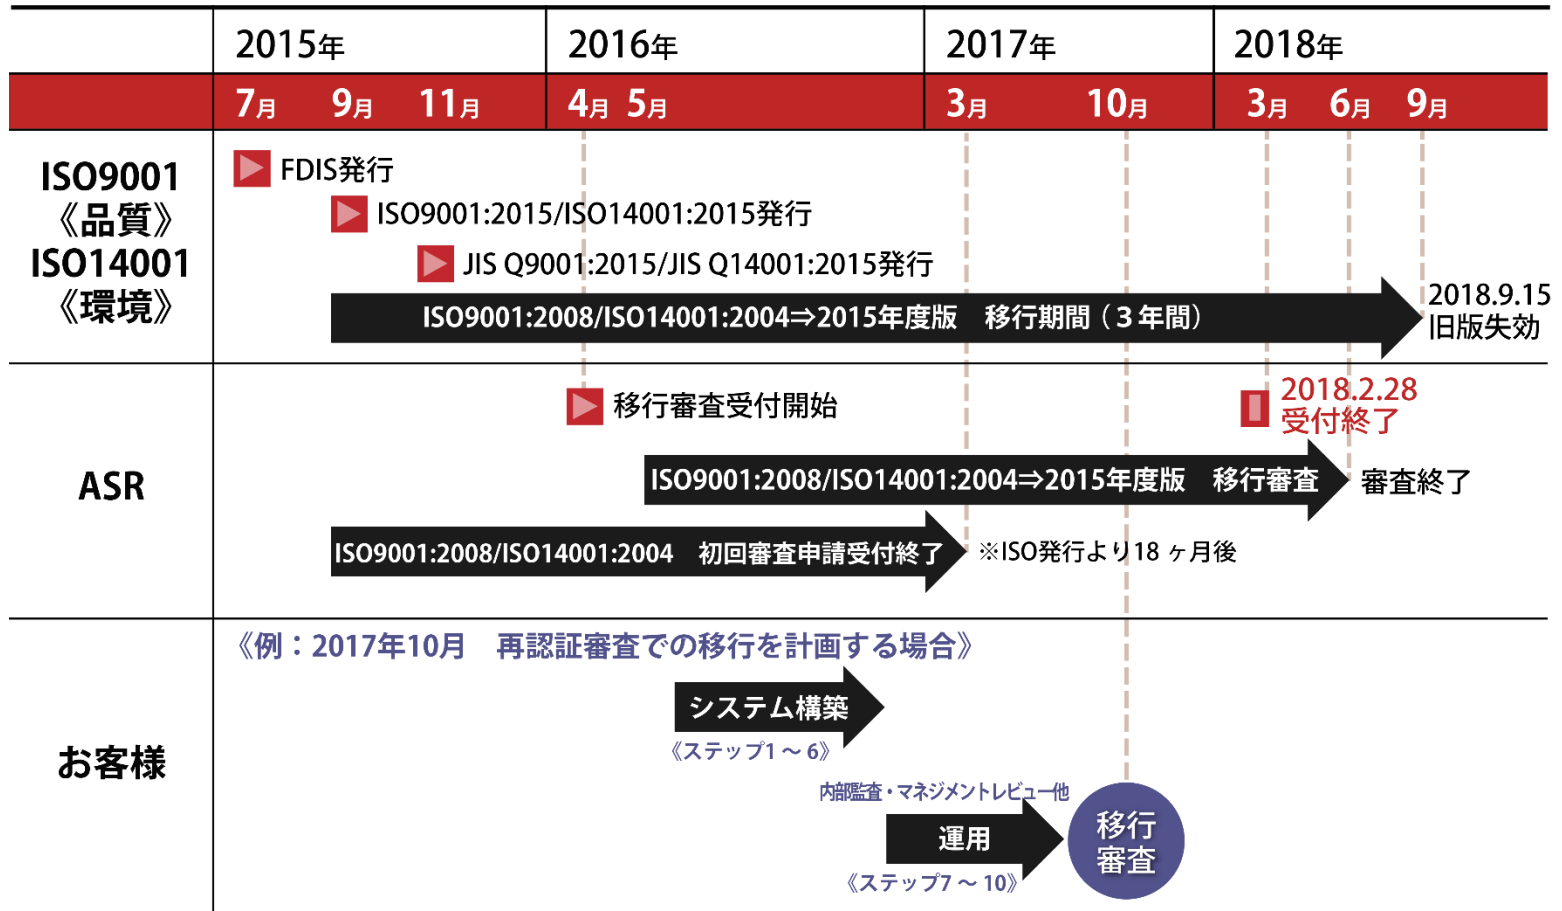 2015年 2016年 2017年 2018年
7月 9月 11月 4月 5月 3月 10月 3月 6月 9月
ISO9001
《品質》
ISO14001
《環境》
FDIS発行
ISO9001:2015/ISO14001:2015発行
JIS Q9001:2015/JIS Q14001:2015発行
ISO9001:2008/ISO14001:2004⇒2015年度版　移行期間（３年間）
2018.9.15
旧版失効
ASR
移行審査受付開始
2018.2.28
受付終了
ISO9001:2008/ISO14001:2004⇒2015年度版　移行審査
審査終了
ISO9001:2008/ISO14001:2004　初回審査申請受付終了
※ISO発行より18 ヶ月後
お客様
《例：2017年10月　再認証審査での移行を計画する場合》
システム構築
《ステップ1 〜 6》
内部監査・マネジメントレビュー他
運用
《ステップ7 〜 10》
移行
審査